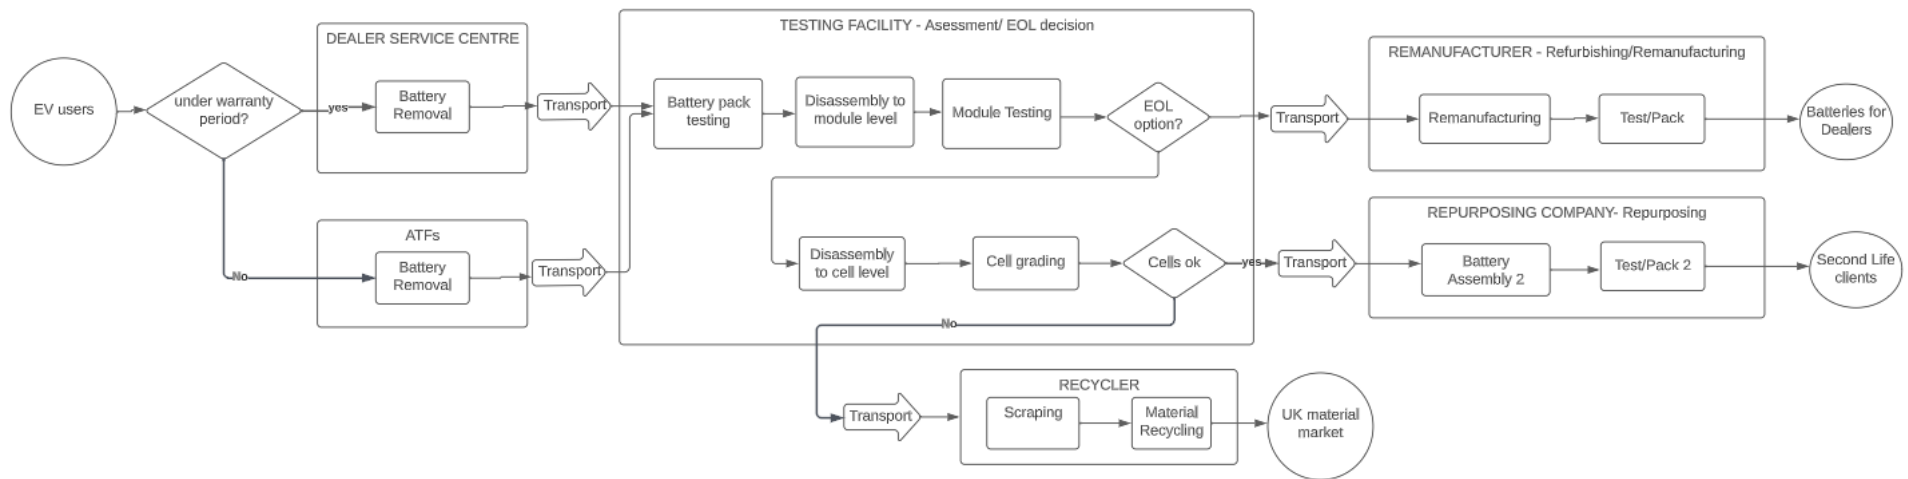 EV users
under warranty
period?
yes
No
DEALER SERVICE CENTRE
Battery
Removal
Transport
ATFs
Battery
Removal
Transport
TESTING FACILITY - Asessment/ EOL decision
Battery pack
testing
Disassembly to
module level
Module Testing
EOL
option?
Disassembly
to cell level
Cell grading
Cells ok
yes
No
Transport
REMANUFACTURER - Refurbishing/Remanufacturing
Remanufacturing
Test/Pack
Batteries for
Dealers
Transport
REPURPOSING COMPANY- Repurposing
Battery
Assembly 2
Test/Pack 2
Second Life
clients
Transport
RECYCLER
Scraping
Material
Recycling
UK material
market